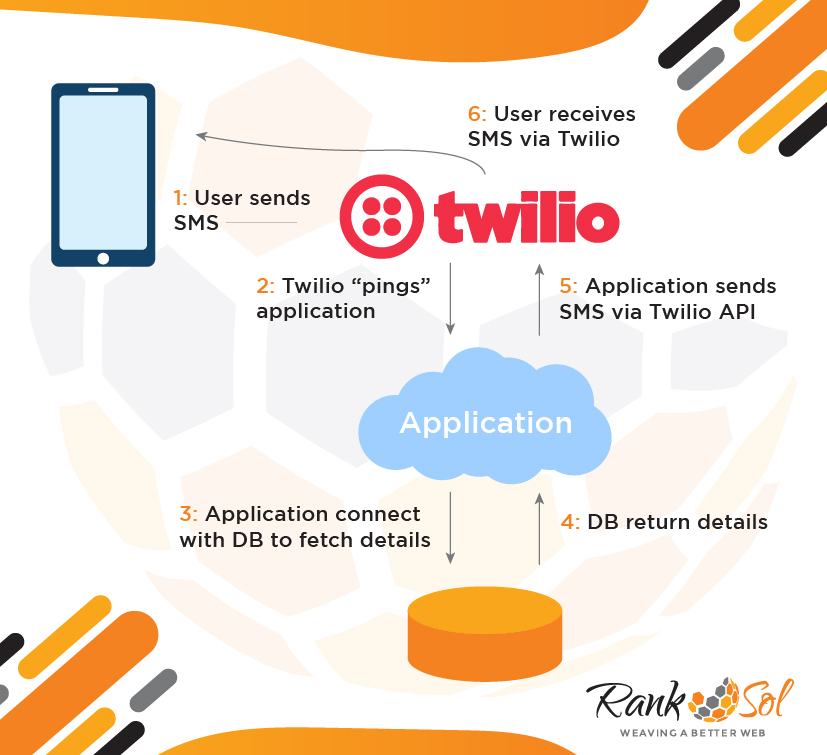 6: User receives
SMS via Twilio
1: User sends
SMS
twilio
2: Twilio “pings”
application
5: Application sends
SMS via Twilio API
Application
3: Application connect
with DB to fetch details
4: DB return details
Rank Sol
WEAVING A BETTER WEB